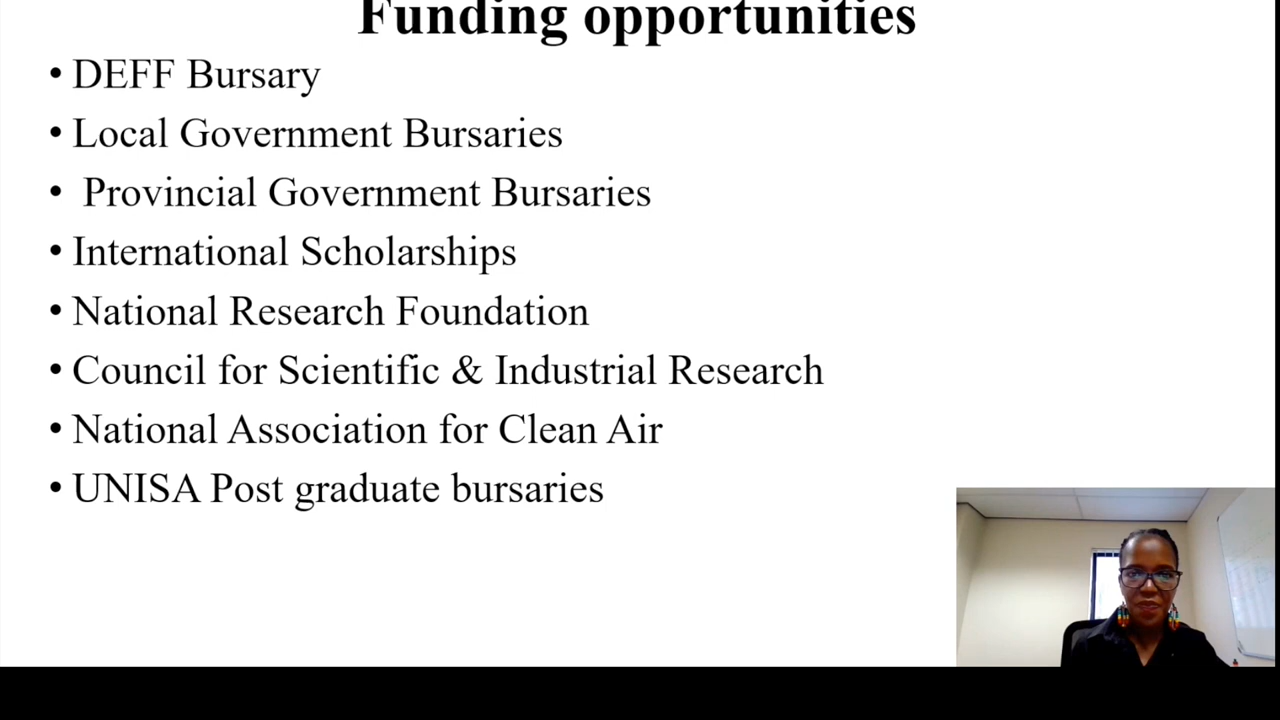 Funding opportunities
• DEFF Bursary
• Local Government Bursaries
• Provincial Government Bursaries
• International Scholarships
• National Research Foundation
• Council for Scientific & Industrial Research
• National Association for Clean Air
• UNISA Post graduate bursaries